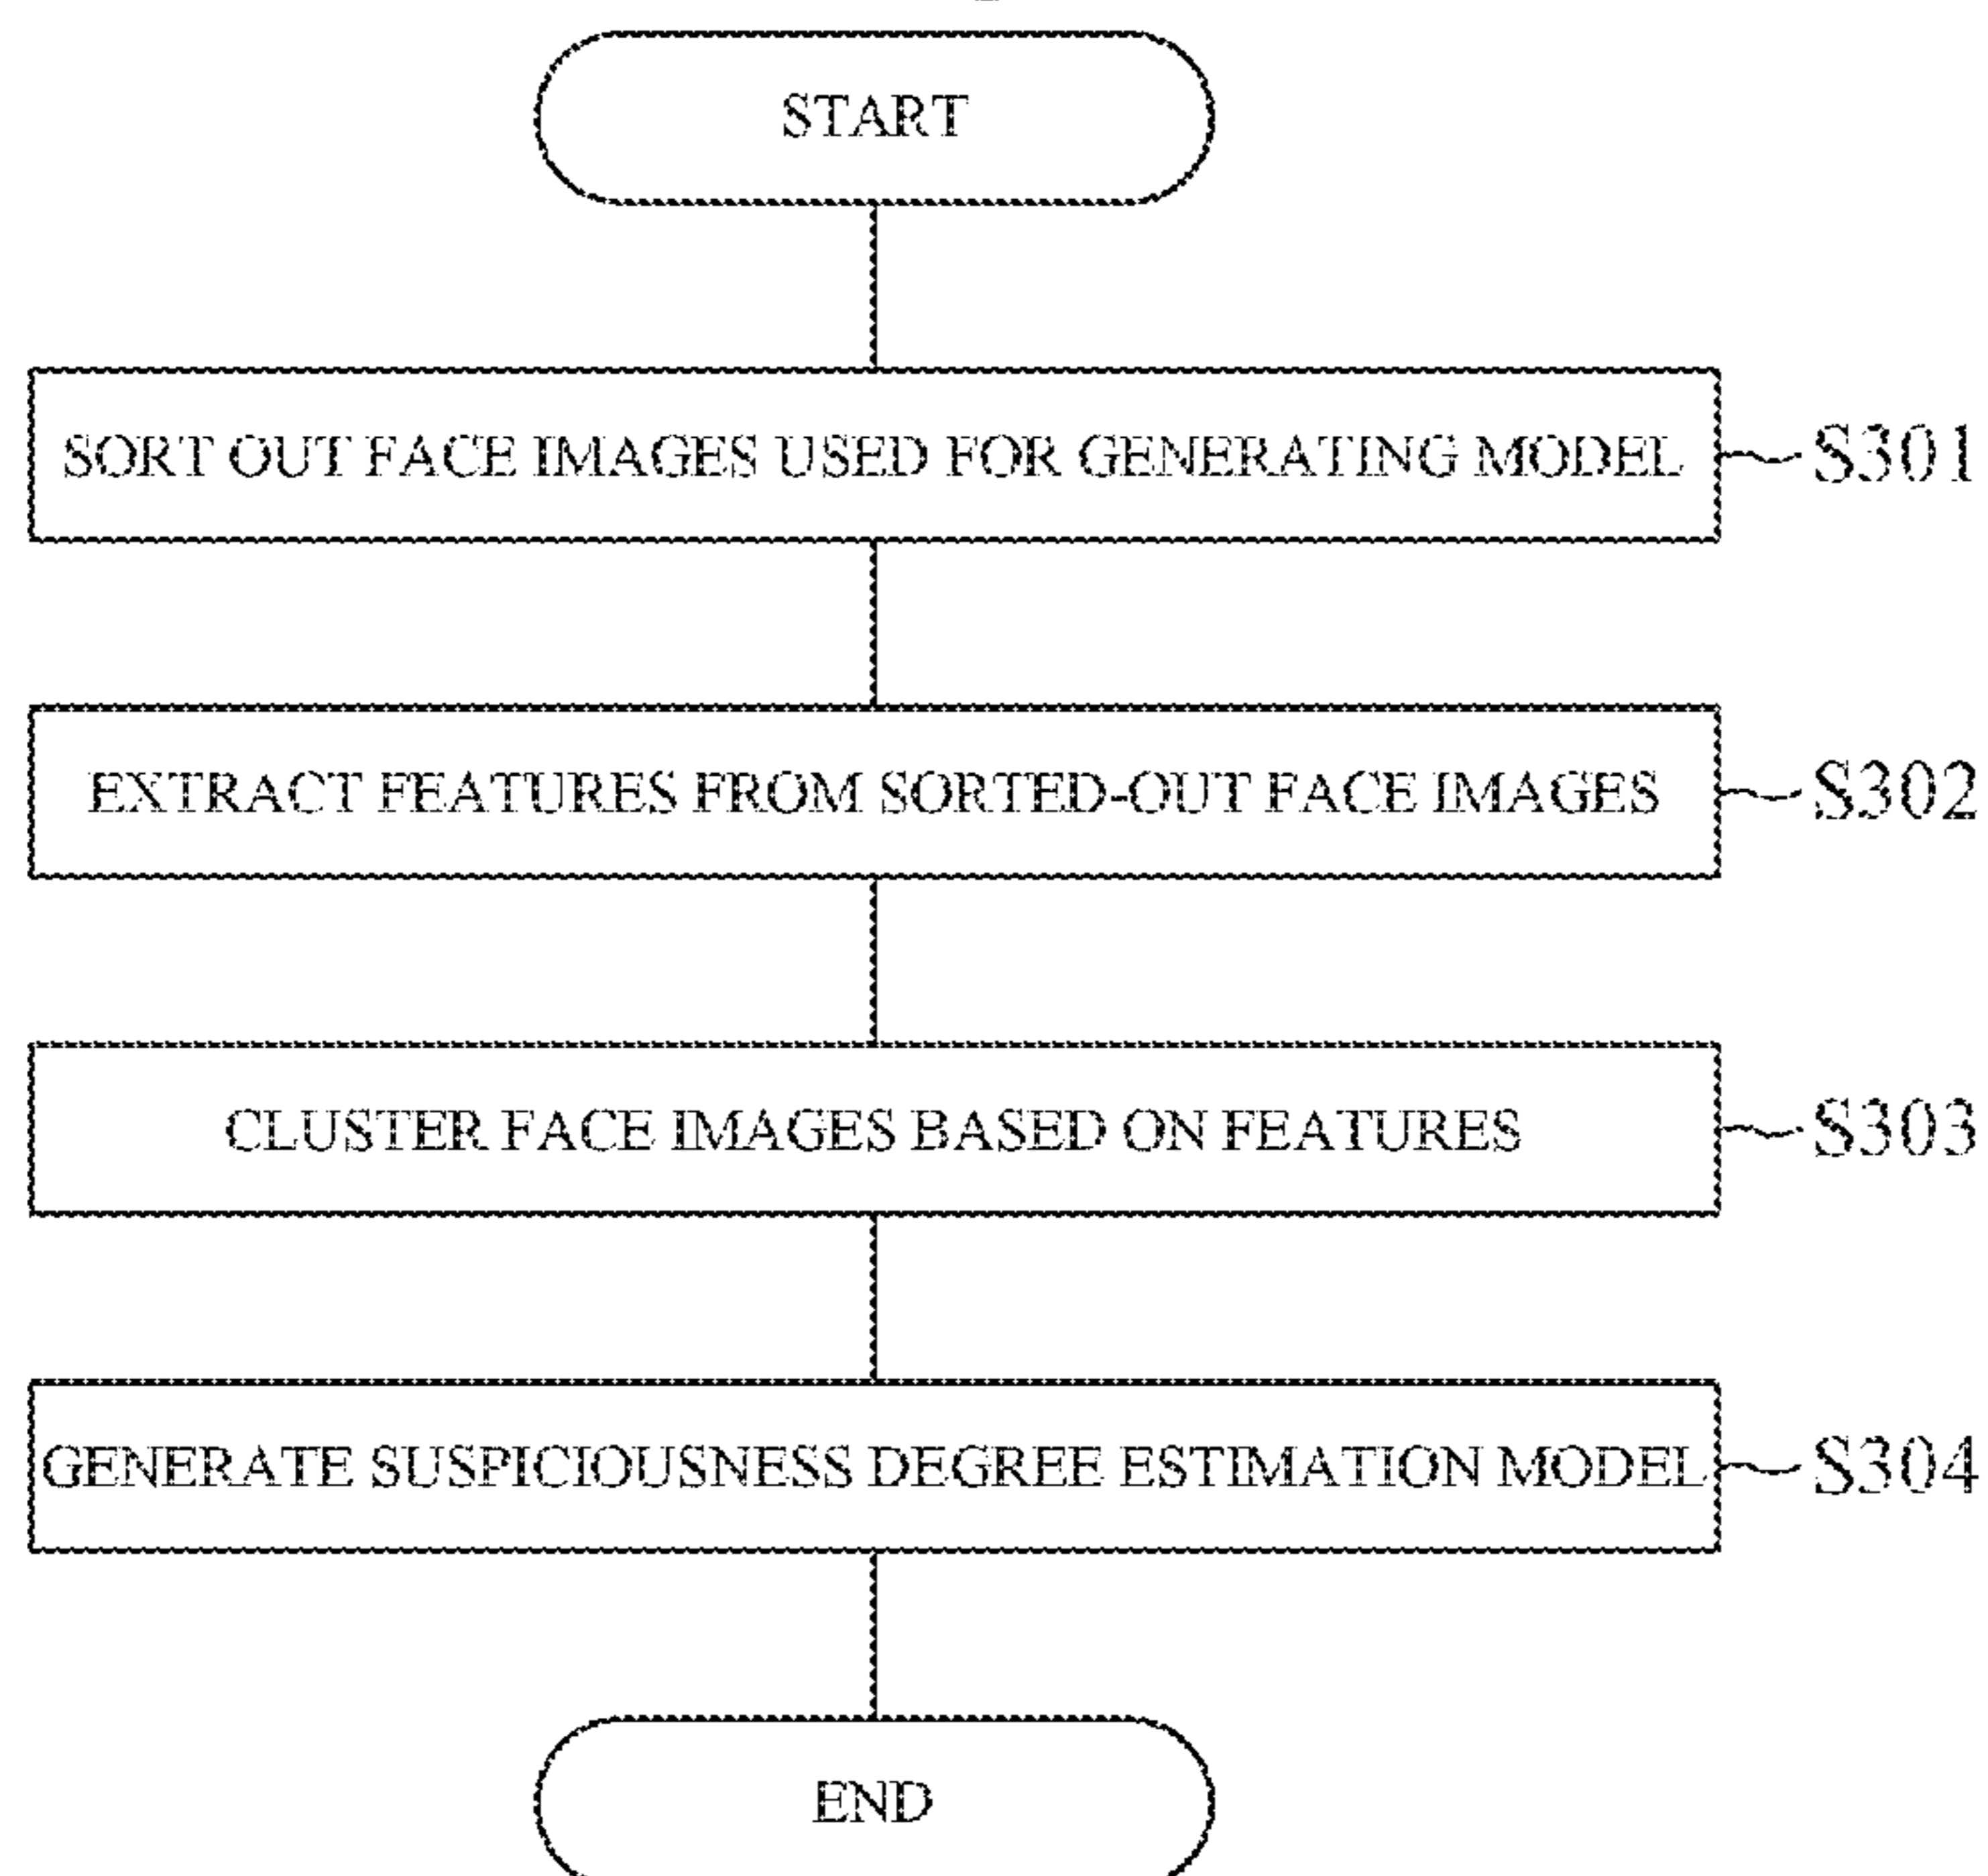 START
SORT OUT FACE IMAGES USED FOR GENERATING MODEL
S301
EXTRACT FEATURES FROM SORTED-OUT FACE IMAGES
S302
CLUSTER FACE IMAGES BASED ON FEATURES
S303
GENERATE SUSPICIOUSNESS DEGREE ESTIMATION MODEL
S304
END